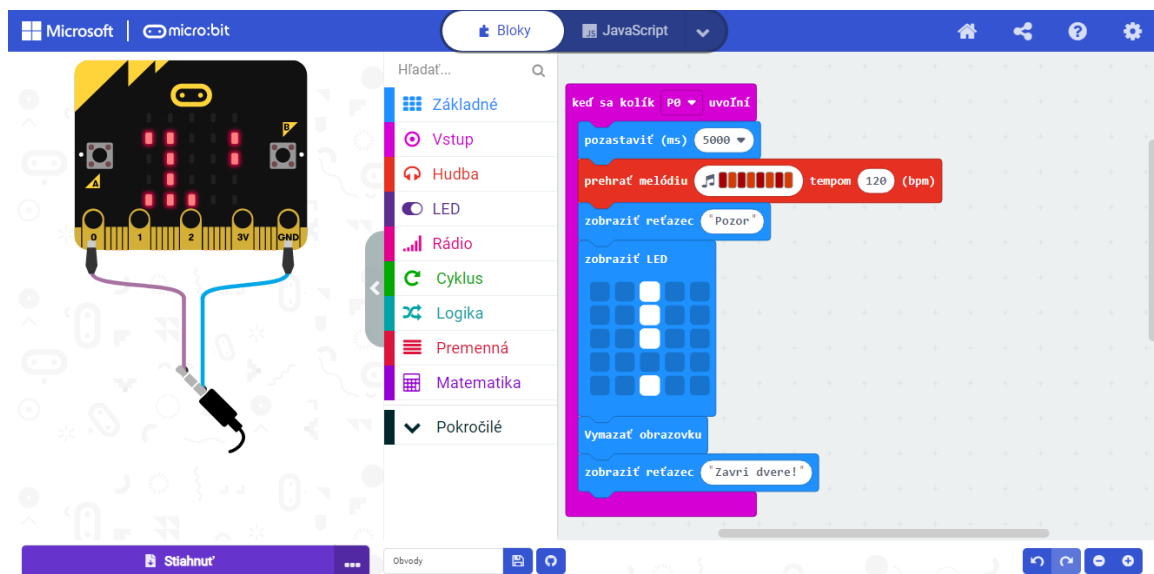 Microsoft | micro:bit
Bloky
JS JavaScript
B
A
0 1 2 3V GND
Stiahnuť
...
Hľadať...
Základné
Vstup
Hudba
LED
Rádio
Cyklus
Logika
Premenná
Matematika
Pokročilé
keď sa kolík P0 uvoľní
pozastaviť (ms) 5000
prehrať melódiu tempom 120 (bpm)
zobraziť reťazec "Pozor"
zobraziť LED
Vymazať obrazovku
zobraziť reťazec "Zavri dvere!"
Obvody